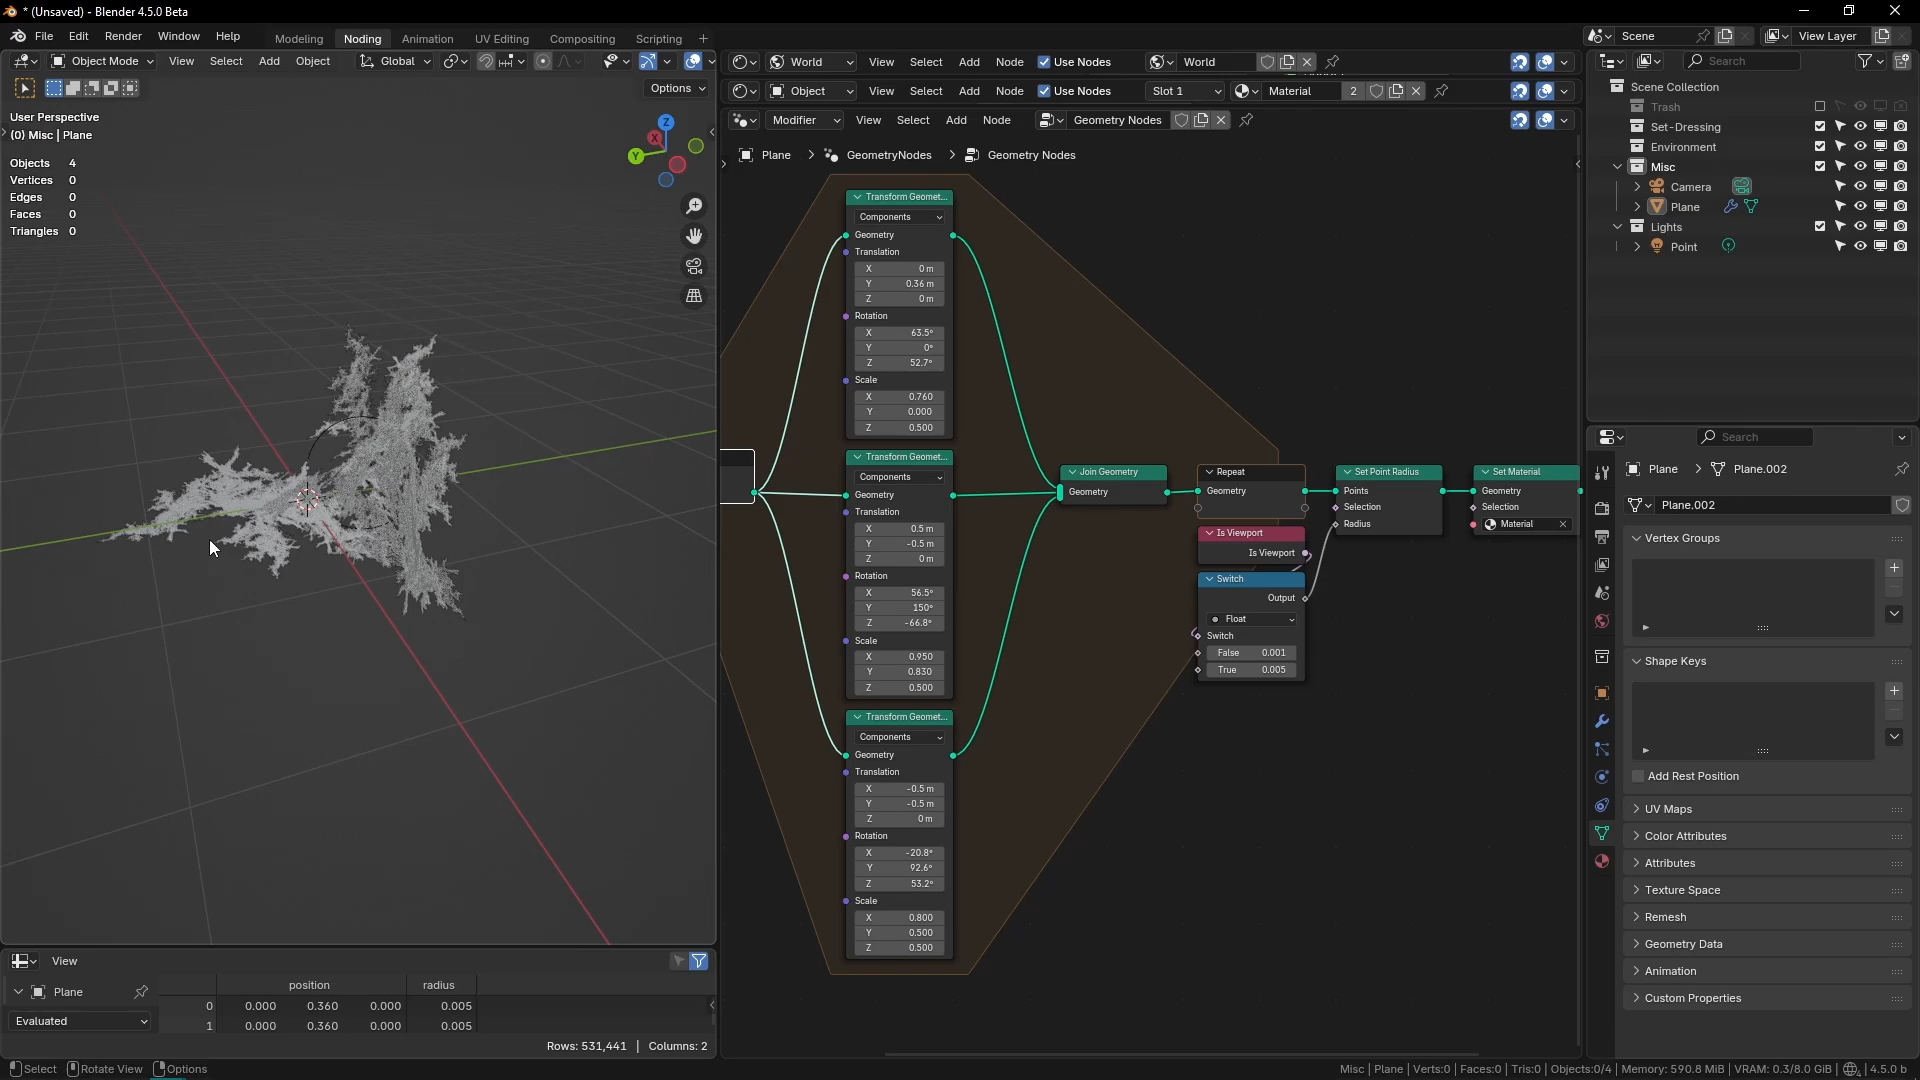 * (Unsaved) - Blender 4.5.0 Beta
File Edit Render Window Help
Modeling Noding Animation UV Editing Compositing Scripting +
Scene
View Layer
Object Mode View Select Add Object Global
Options
User Perspective
(0) Misc | Plane
Objects 4
Vertices 0
Edges 0
Faces 0
Triangles 0
Z
X
Y
World View Select Add Node Use Nodes World
Object View Select Add Node Use Nodes Slot 1 Material 2
Modifier View Select Add Node Geometry Nodes
Plane > GeometryNodes > Geometry Nodes
Transform Geomet...
Components
Geometry
Translation
X 0 m
Y 0.36 m
Z 0 m
Rotation
X 63.5°
Y 0°
Z 52.7°
Scale
X 0.760
Y 0.000
Z 0.500
Transform Geomet...
Components
Geometry
Translation
X 0.5 m
Y -0.5 m
Z 0 m
Rotation
X 56.5°
Y 150°
Z -66.8°
Scale
X 0.950
Y 0.830
Z 0.500
Transform Geomet...
Components
Geometry
Translation
X -0.5 m
Y -0.5 m
Z 0 m
Rotation
X -20.8°
Y 92.6°
Z 53.2°
Scale
X 0.800
Y 0.500
Z 0.500
Join Geometry
Geometry
Repeat
Geometry
Is Viewport
Is Viewport
Switch
Output
Float
Switch
False 0.001
True 0.005
Set Point Radius
Points
Selection
Radius
Set Material
Geometry
Selection
Material
Search
Scene Collection
Trash
Set-Dressing
Environment
Misc
Camera
Plane
Lights
Point
Search
Plane > Plane.002
Plane.002
Vertex Groups
Shape Keys
Add Rest Position
UV Maps
Color Attributes
Attributes
Texture Space
Remesh
Geometry Data
Animation
Custom Properties
View
Plane
Evaluated
position radius
0 0.000 0.360 0.000 0.005
1 0.000 0.360 0.000 0.005
Rows: 531,441 | Columns: 2
Select Rotate View Options
Misc | Plane | Verts:0 | Faces:0 | Tris:0 | Objects:0/4 | Memory: 590.8 MiB | VRAM: 0.3/8.0 GiB | 4.5.0 b